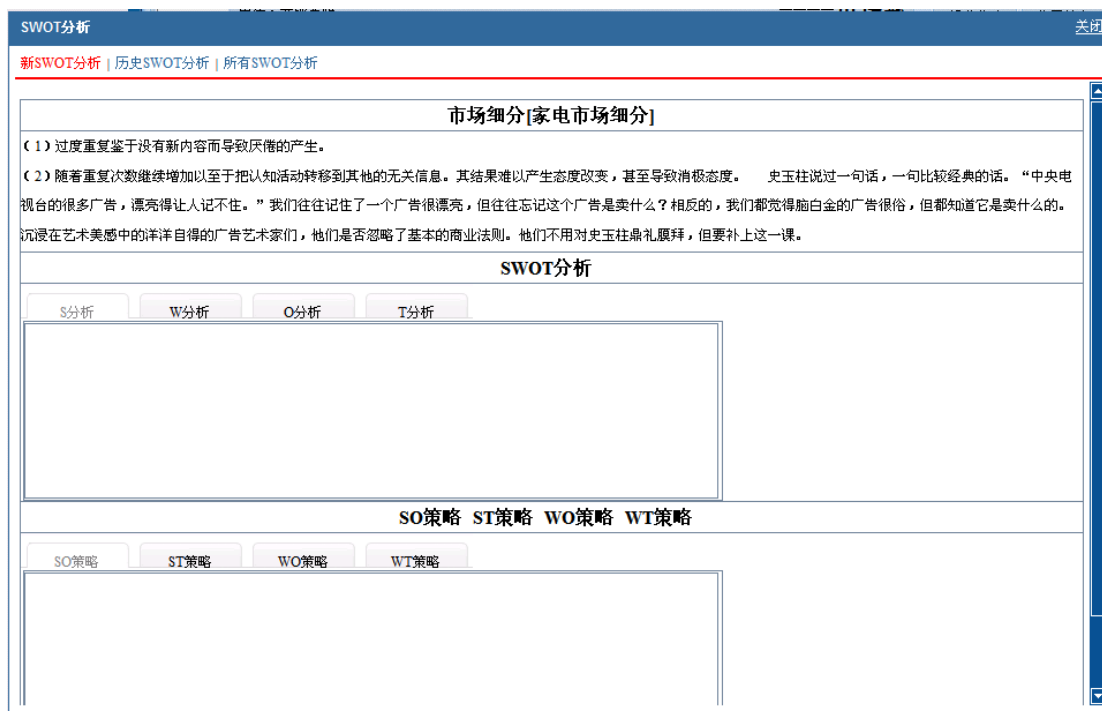 SWOT分析
关闭
新SWOT分析 | 历史SWOT分析 | 所有SWOT分析
市场细分[家电市场细分]
（1）过度重复鉴于没有新内容而导致厌倦的产生。
（2）随着重复次数继续增加以至于把认知活动转移到其他的无关信息。其结果难以产生态度改变，甚至导致消极态度。 史玉柱说过一句话，一句比较经典的话。“中央电
视台的很多广告，漂亮得让人记不住。”我们往往记住了一个广告很漂亮，但往往忘记这个广告是卖什么？相反的，我们都觉得脑白金的广告很俗，但都知道它是卖什么的。
沉浸在艺术美感中的洋洋自得的广告艺术家们，他们是否忽略了基本的商业法则。他们不用对史玉柱鼎礼膜拜，但要补上这一课。
SWOT分析
S分析 W分析 O分析 T分析
SO策略 ST策略 WO策略 WT策略
SO策略 ST策略 WO策略 WT策略